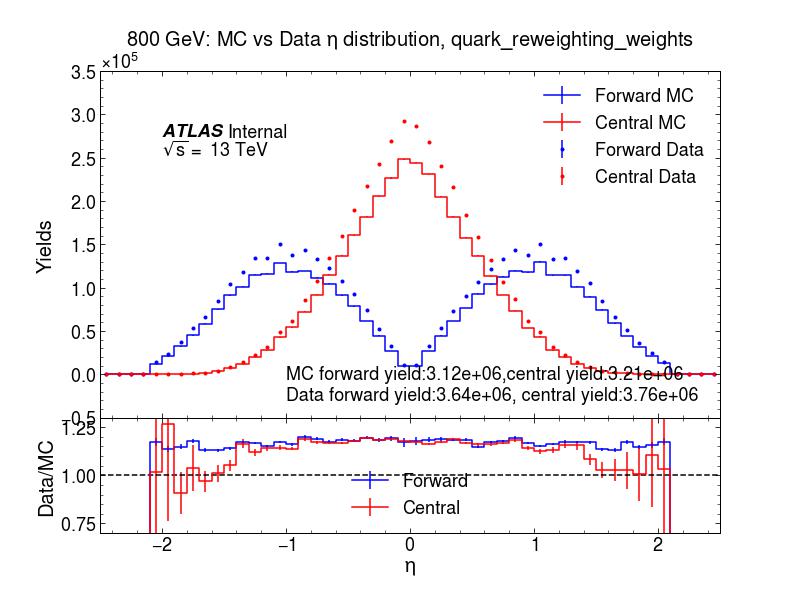 800 GeV: MC vs Data η distribution, quark_reweighting_weights
×10⁵
3.5
3.0
2.5
2.0
1.5
1.0
0.5
0.0
0.5
Yields
ATLAS Internal
√s = 13 TeV
Forward MC
Central MC
Forward Data
Central Data
MC forward yield:3.12e+06,central yield:3.21e+06
Data forward yield:3.64e+06, central yield:3.76e+06
1.25
1.00
0.75
Data/MC
Forward
Central
−2 −1 0 1 2
η